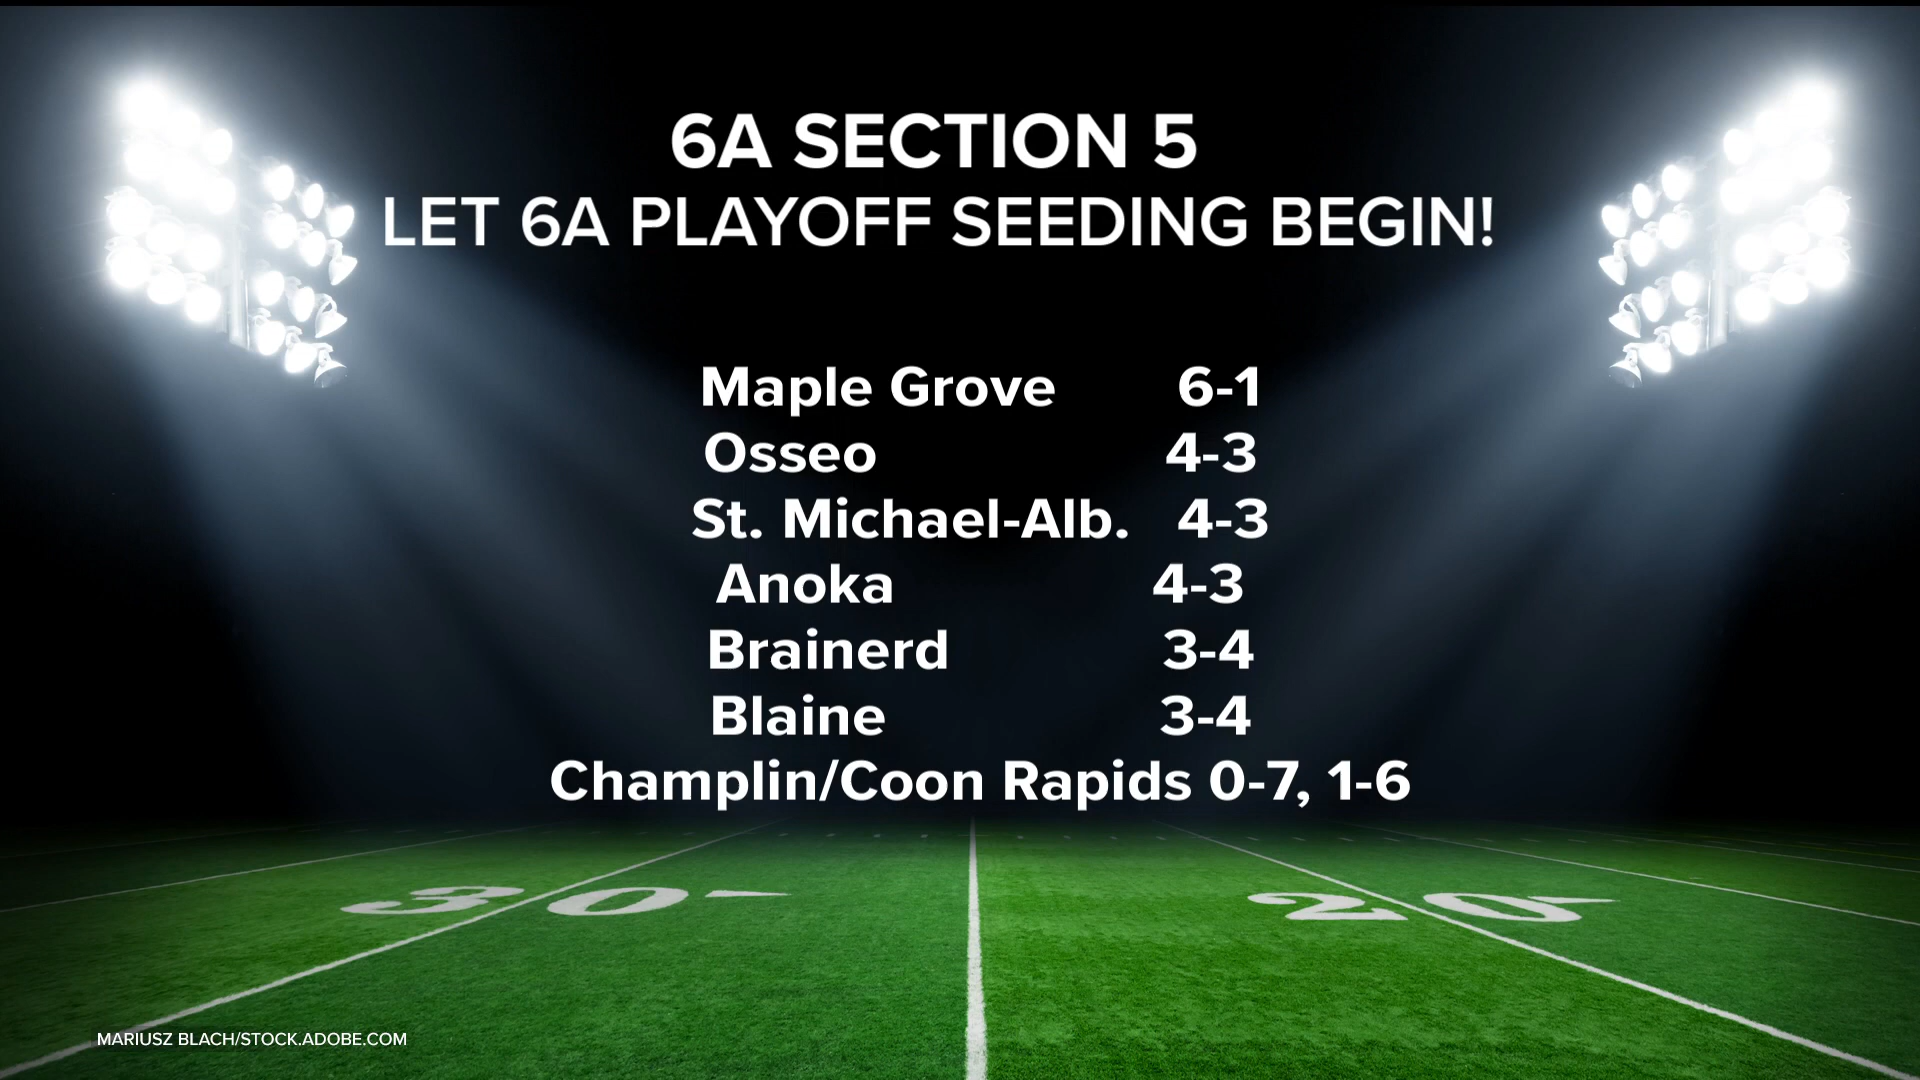 6A SECTION 5
LET 6A PLAYOFF SEEDING BEGIN!
Maple Grove 6-1
Osseo 4-3
St. Michael-Alb. 4-3
Anoka 4-3
Brainerd 3-4
Blaine 3-4
Champlin/Coon Rapids 0-7, 1-6
30 20
MARIUSZ BLACH/STOCK.ADOBE.COM